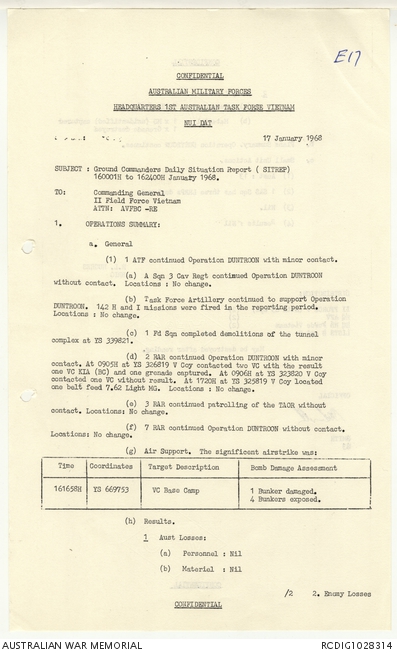 E17
CONFIDENTIAL
AUSTRALIAN MILITARY FORCES
HEADQUARTERS 1ST AUSTRALIAN TASK FORSE VIETNAM
NUI DAT
17 January 1968
SUBJECT : Ground Commanders Daily Situation Report ( SITREP)
160001H to 162400H January 1968.
TO: Commanding General
II Field Force Vietnam
ATTN: AVFBC -RE
1. OPERATIONS SUMMARY:
a. General
(1) 1 ATF continued Operation DUNTROON with minor contact.
(a) A Sqn 3 Cav Regt continued Operation DUNTROON
without contact. Locations : No change.
(b) Task Force Artillery continued to support Operation
DUNTROON. 142 H and I missions were fired in the reporting period.
Locations : No change.
(c) 1 Fd Sqn completed demolitions of the tunnel
complex at YS 339821.
(d) 2 RAR continued Operation DUNTROON with minor
contact. At 0905H at YS 326819 V Coy contacted two VC with the result
one VC KIA (BC) and one grenade captured. At 0906H at YS 323820 V Coy
contacted one VC without result. At 1720H at YS 325819 V Coy located
one belt feed 7.62 Light MG. Locations : No change.
(e) 3 RAR continued patrolling of the TAOR without
contact. Locations: No change.
(f) 7 RAR continued Operation DUNTROON without contact.
Locations: No change.
(g) Air Support. The significant airstrike was:
Time Coordinates Target Description Bomb Damage Assessment
161658H YS 669753 VC Base Camp 1 Bunker damaged.
4 Bunkers exposed.
(h) Results.
1 Aust Losses:
(a) Personnel : Nil
(b) Materiel : Nil
/2 2. Enemy Losses
CONFIDENTIAL
AUSTRALIAN WAR MEMORIAL RCDIG1028314